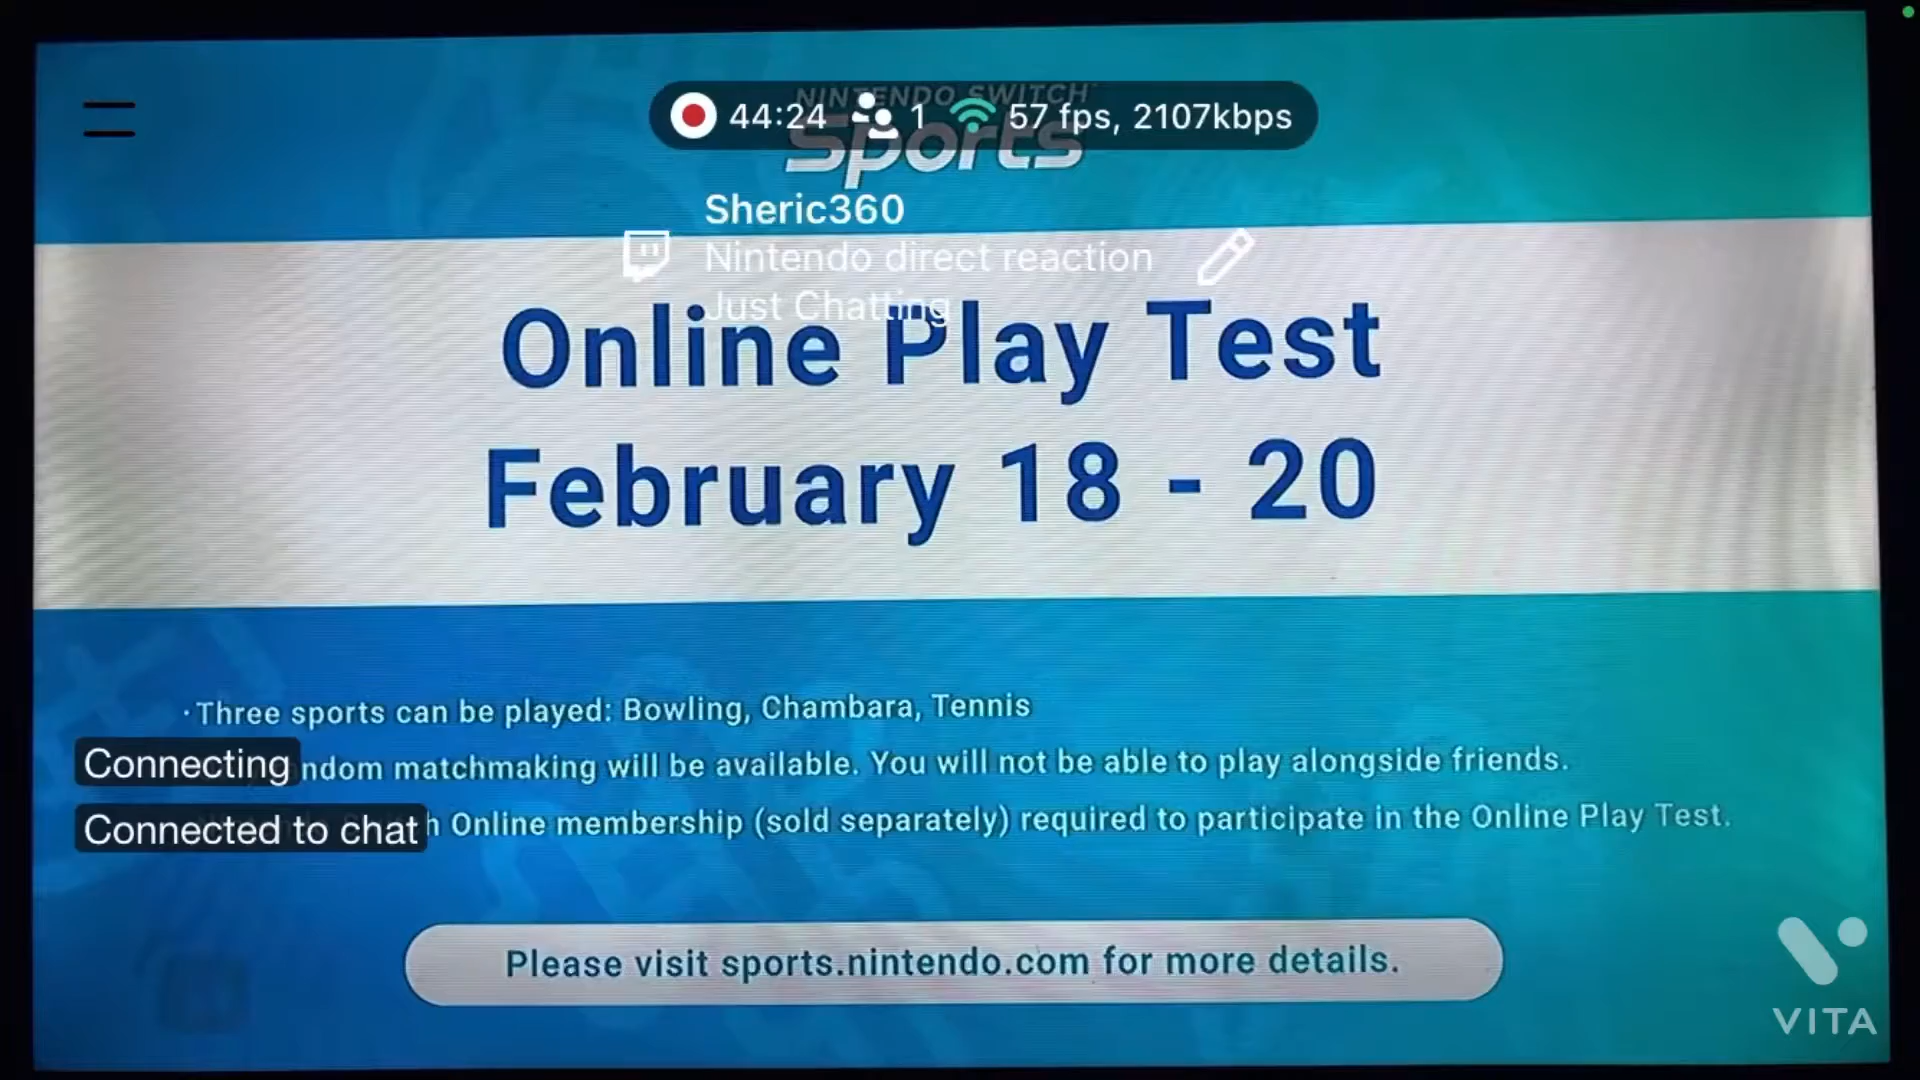 NINTENDO SWITCH
Sports
44:24 1 57 fps, 2107kbps
Sheric360
Nintendo direct reaction
Just Chatting
Online Play Test
February 18 - 20
·Three sports can be played: Bowling, Chambara, Tennis
Connecting
matchmaking will be available. You will not be able to play alongside friends.
Connected to chat
Online membership (sold separately) required to participate in the Online Play Test.
Please visit sports.nintendo.com for more details.
VITA